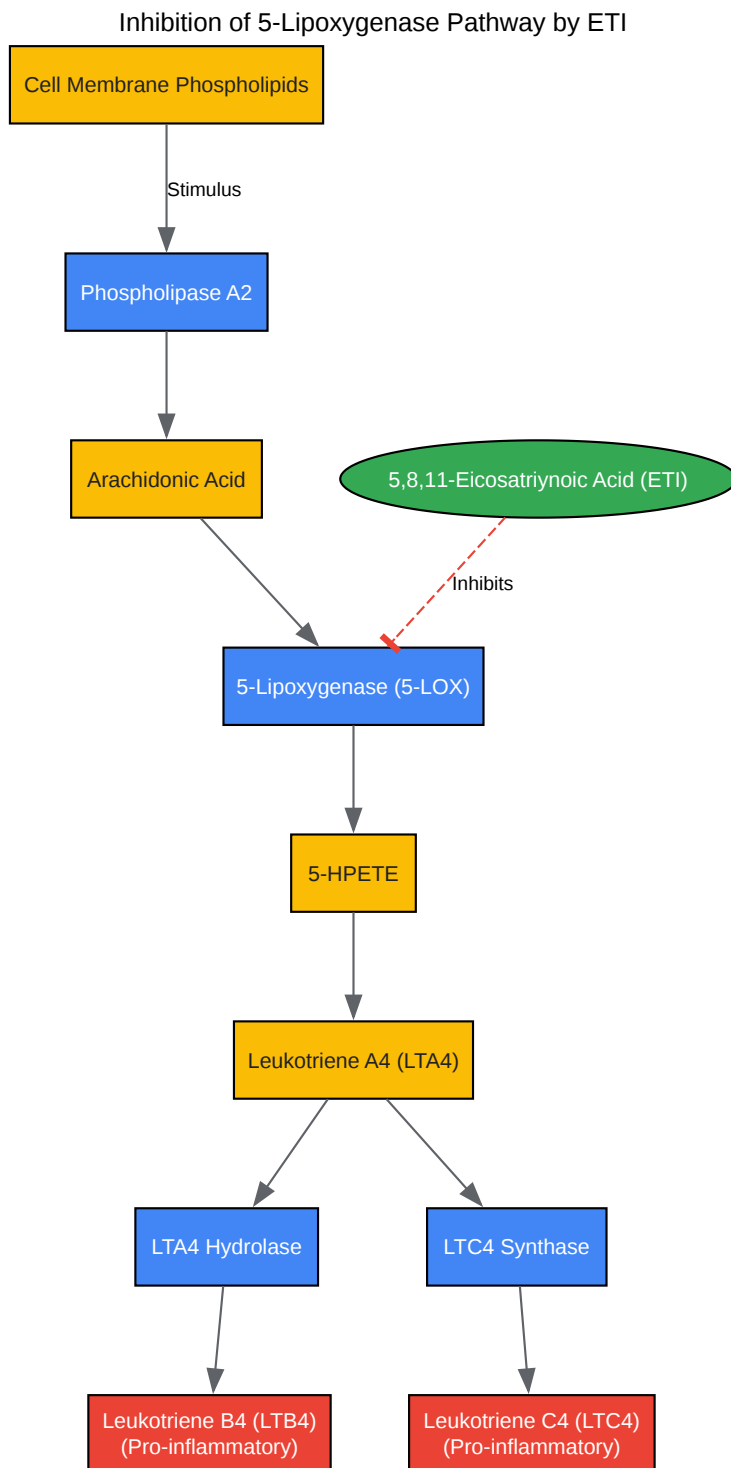 Inhibition of 5-Lipoxygenase Pathway by ETI
Cell Membrane Phospholipids
Stimulus
Phospholipase A2
Arachidonic Acid
5,8,11-Eicosatriynoic Acid (ETI)
Inhibits
5-Lipoxygenase (5-LOX)
5-HPETE
Leukotriene A4 (LTA4)
LTA4 Hydrolase
LTC4 Synthase
Leukotriene B4 (LTB4)
(Pro-inflammatory)
Leukotriene C4 (LTC4)
(Pro-inflammatory)